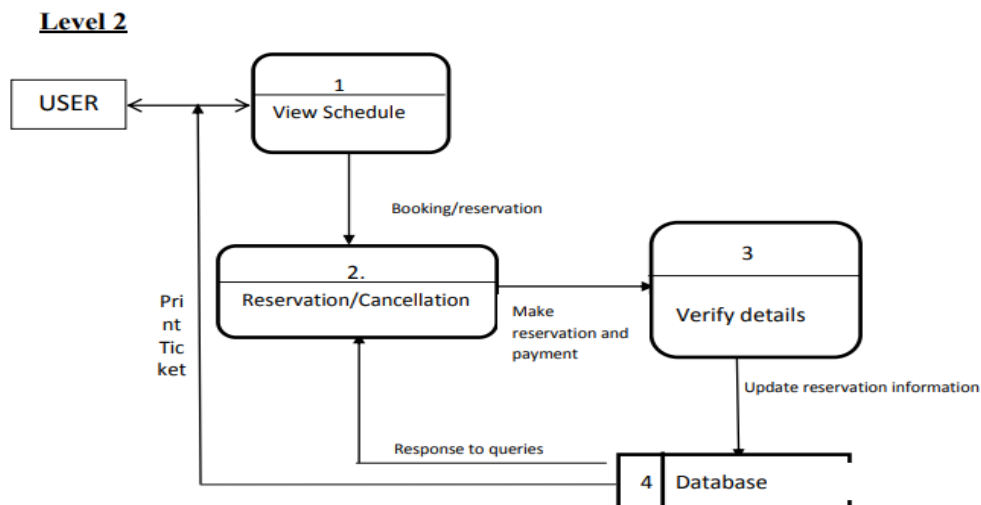 Level 2
USER
1
View Schedule
Booking/reservation
2.
Reservation/Cancellation
3
Verify details
Make
reservation and
payment
Pri
nt
Tic
ket
Update reservation information
Response to queries
4
Database